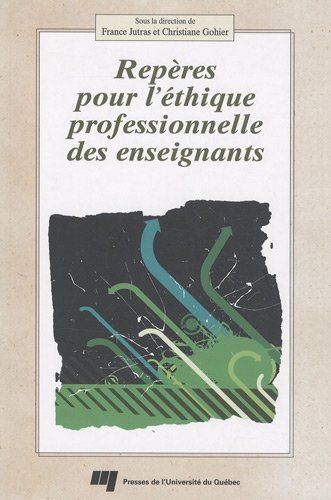 Sous la direction de
France Jutras et Christiane Gohier
Repères
pour l'éthique
professionnelle
des enseignants
Presses de l'Université du Québec